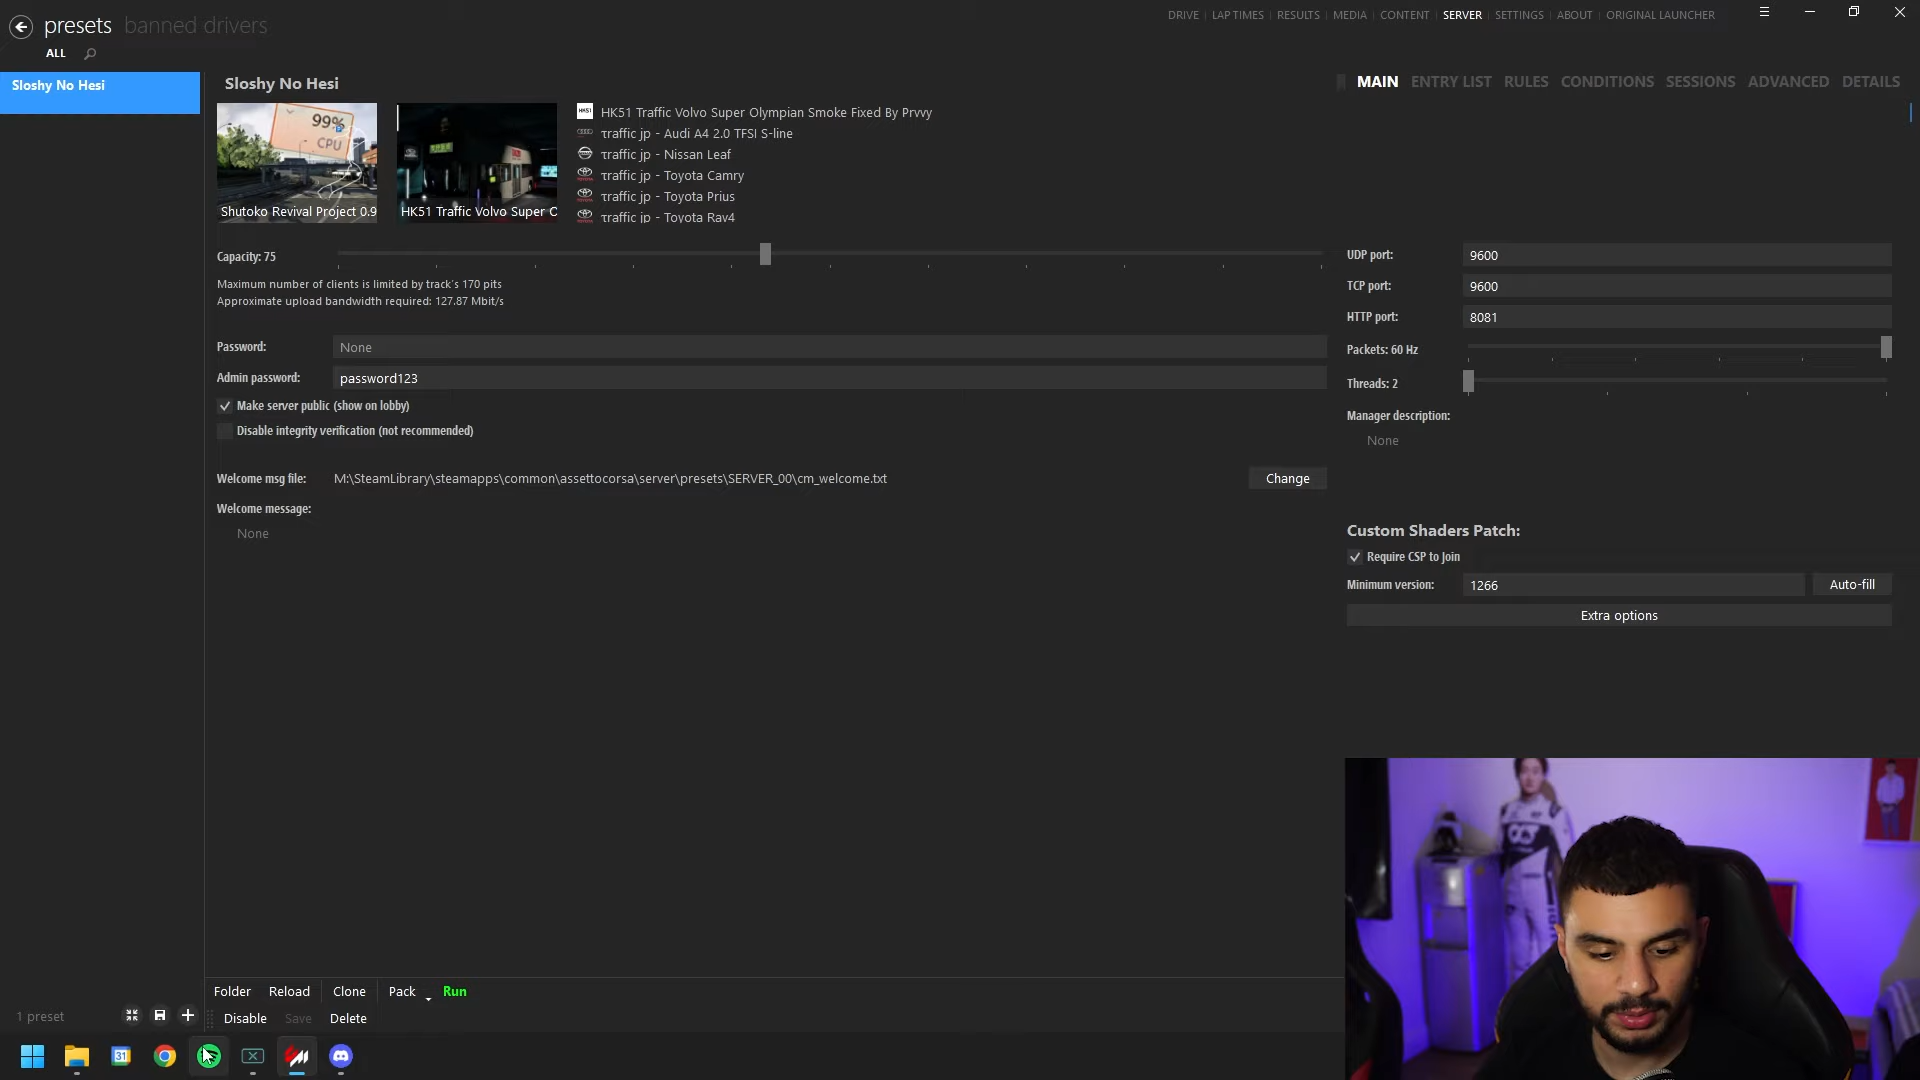 presets banned drivers
DRIVE LAP TIMES RESULTS MEDIA CONTENT SERVER SETTINGS ABOUT ORIGINAL LAUNCHER
ALL
Sloshy No Hesi
Sloshy No Hesi
MAIN ENTRY LIST RULES CONDITIONS SESSIONS ADVANCED DETAILS
99%
CPU
Shutoko Revival Project 0.9
HK51 Traffic Volvo Super O
HK51 Traffic Volvo Super Olympian Smoke Fixed By Prvvy
traffic jp - Audi A4 2.0 TFSI S-line
traffic jp - Nissan Leaf
traffic jp - Toyota Camry
traffic jp - Toyota Prius
traffic jp - Toyota Rav4
Capacity: 75
Maximum number of clients is limited by track's 170 pits
Approximate upload bandwidth required: 127.87 Mbit/s
Password: None
Admin password: password123
Make server public (show on lobby)
Disable integrity verification (not recommended)
Welcome msg file: M:\SteamLibrary\steamapps\common\assettocorsa\server\presets\SERVER_00\cm_welcome.txt Change
Welcome message:
None
UDP port: 9600
TCP port: 9600
HTTP port: 8081
Packets: 60 Hz
Threads: 2
Manager description:
None
Custom Shaders Patch:
Require CSP to join
Minimum version: 1266 Auto-fill
Extra options
Folder Reload Clone Pack Run
Disable Save Delete
1 preset
31